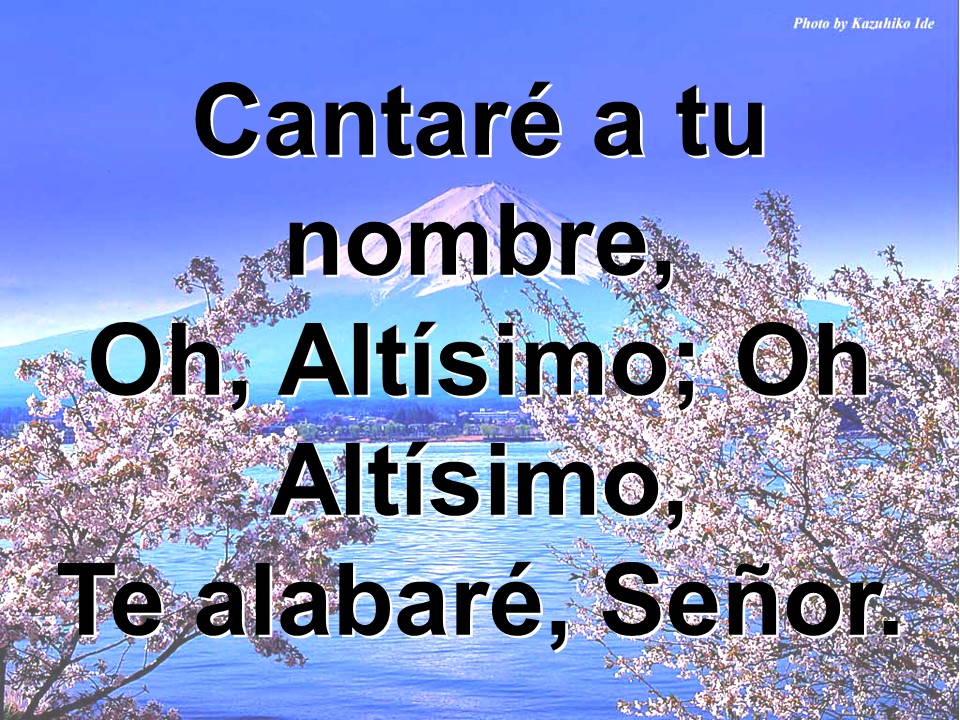 Photo by Kazuhiko Ide
Cantaré a tu
nombre,
Oh, Altísimo; Oh
Altísimo,
Te alabaré, Señor.